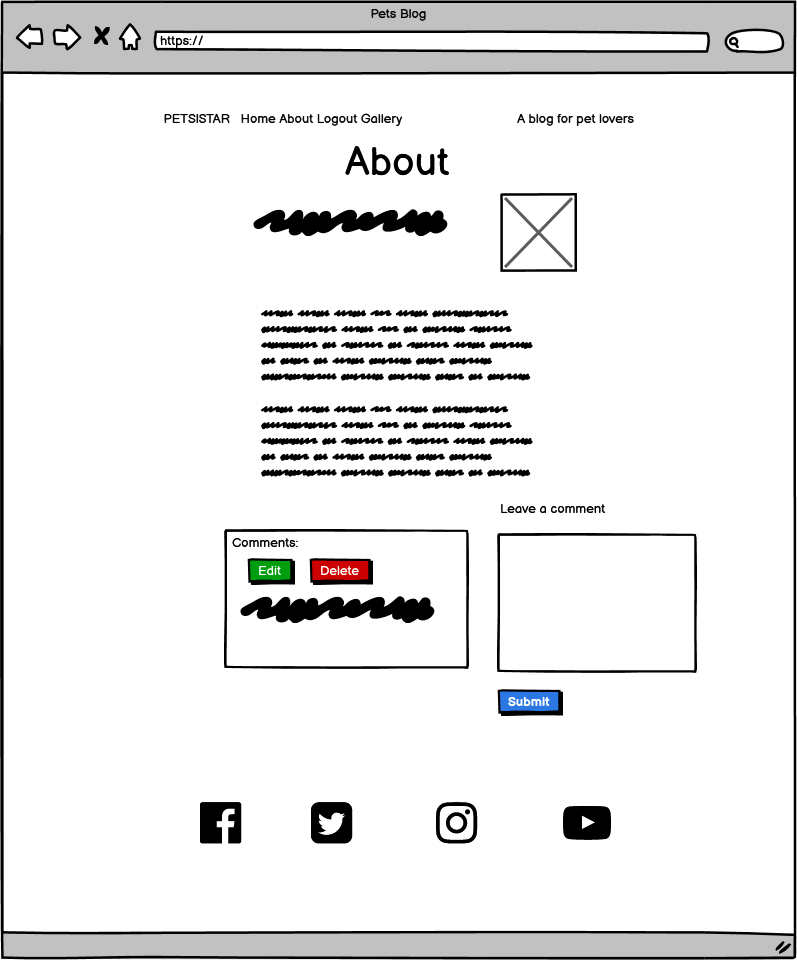 Pets Blog
https://
PETSISTAR Home About Logout Gallery A blog for pet lovers
About
Leave a comment
Comments:
Edit Delete
Submit